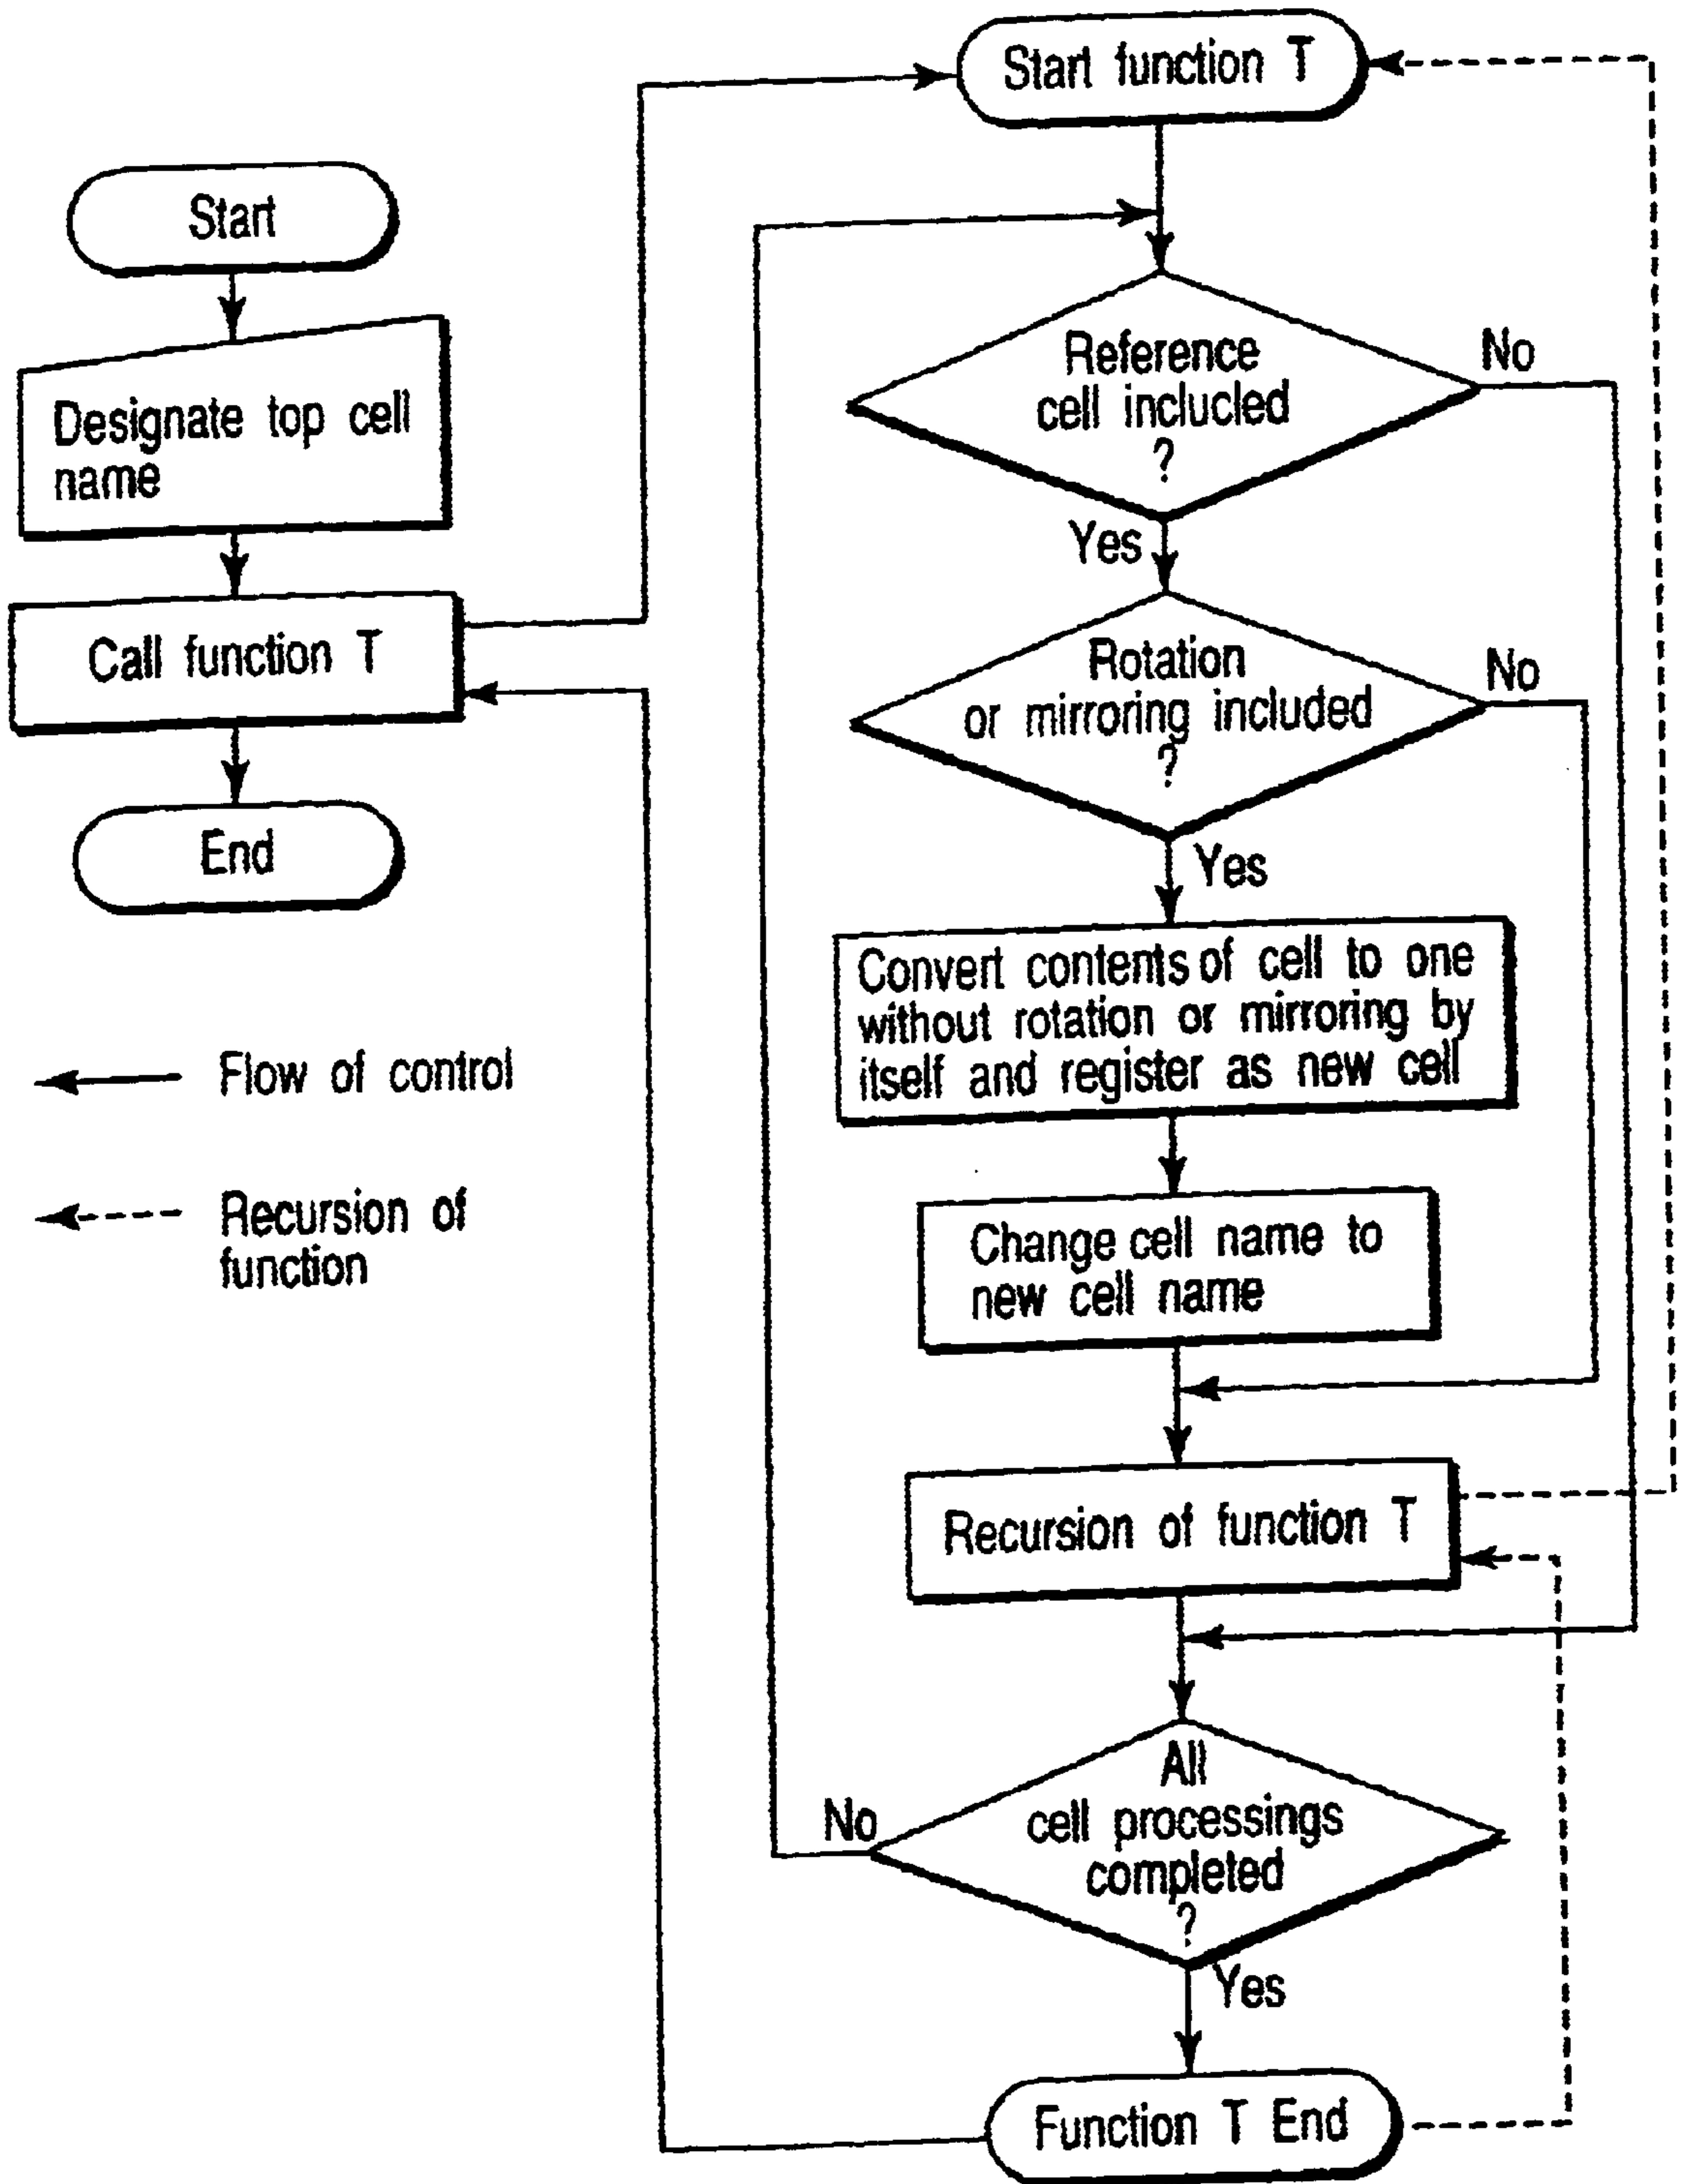 Start
Designate top cell
name
Call function T
End
Flow of control
Recursion of
function
Start function T
Reference
cell included
?
No
Yes
Rotation
or mirroring included
?
No
Yes
Convert contents of cell to one
without rotation or mirroring by
itself and register as new cell
Change cell name to
new cell name
Recursion of function T
All
cell processings
completed
?
No
Yes
Function T End